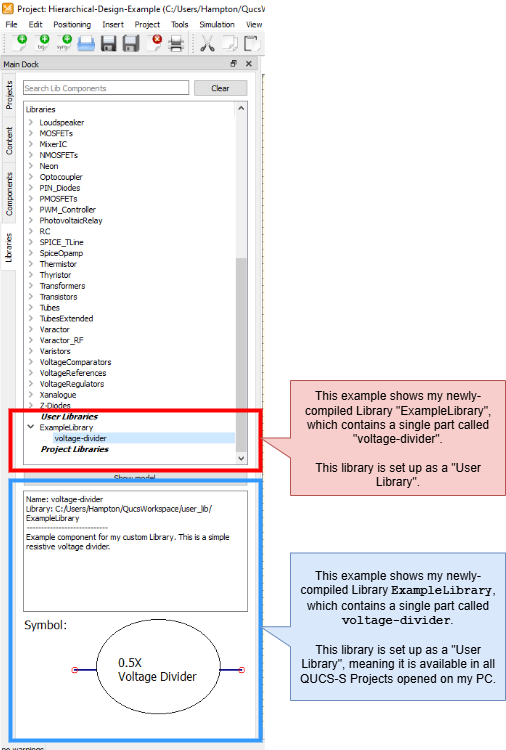 Project: Hierarchical-Design-Example (C:/Users/Hampton/QucsW
File Edit Positioning Insert Project Tools Simulation View
Main Dock
Projects
Content
Components
Libraries
Search Lib Components
Clear
Libraries
Loudspeaker
MOSFETs
MixerIC
NMOSFETs
Neon
Optocoupler
PIN_Diodes
PMOSFETs
PWM_Controller
PhotovoltaicRelay
RC
SPICE_TLine
SpiceOpamp
Thermistor
Thyristor
Transformers
Transistors
Tubes
TubesExtended
Varactor
Varactor_RF
Varistors
VoltageComparators
VoltageReferences
VoltageRegulators
Xanalogue
Z-Diodes
User Libraries
ExampleLibrary
voltage-divider
Project Libraries
Show model
Name: voltage-divider
Library: C:/Users/Hampton/QucsWorkspace/user_lib/
ExampleLibrary
----------------------------
Example component for my custom Library. This is a simple
resistive voltage divider.
Symbol:
0.5X
Voltage Divider
no warnings
This example shows my newly-
compiled Library "ExampleLibrary",
which contains a single part called
"voltage-divider".
This library is set up as a "User
Library".
This example shows my newly-
compiled Library ExampleLibrary,
which contains a single part called
voltage-divider.
This library is set up as a "User
Library", meaning it is available in all
QUCS-S Projects opened on my PC.